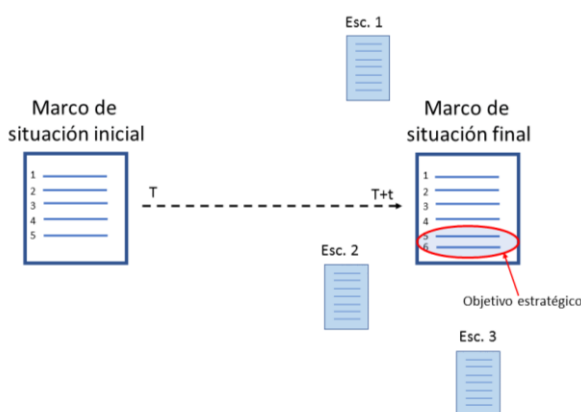 Esc. 1
Marco de
situación inicial
Marco de
situación final
1
2
3
4
5
T
T+t
1
2
3
4
5
6
Esc. 2
Objetivo estratégico
Esc. 3